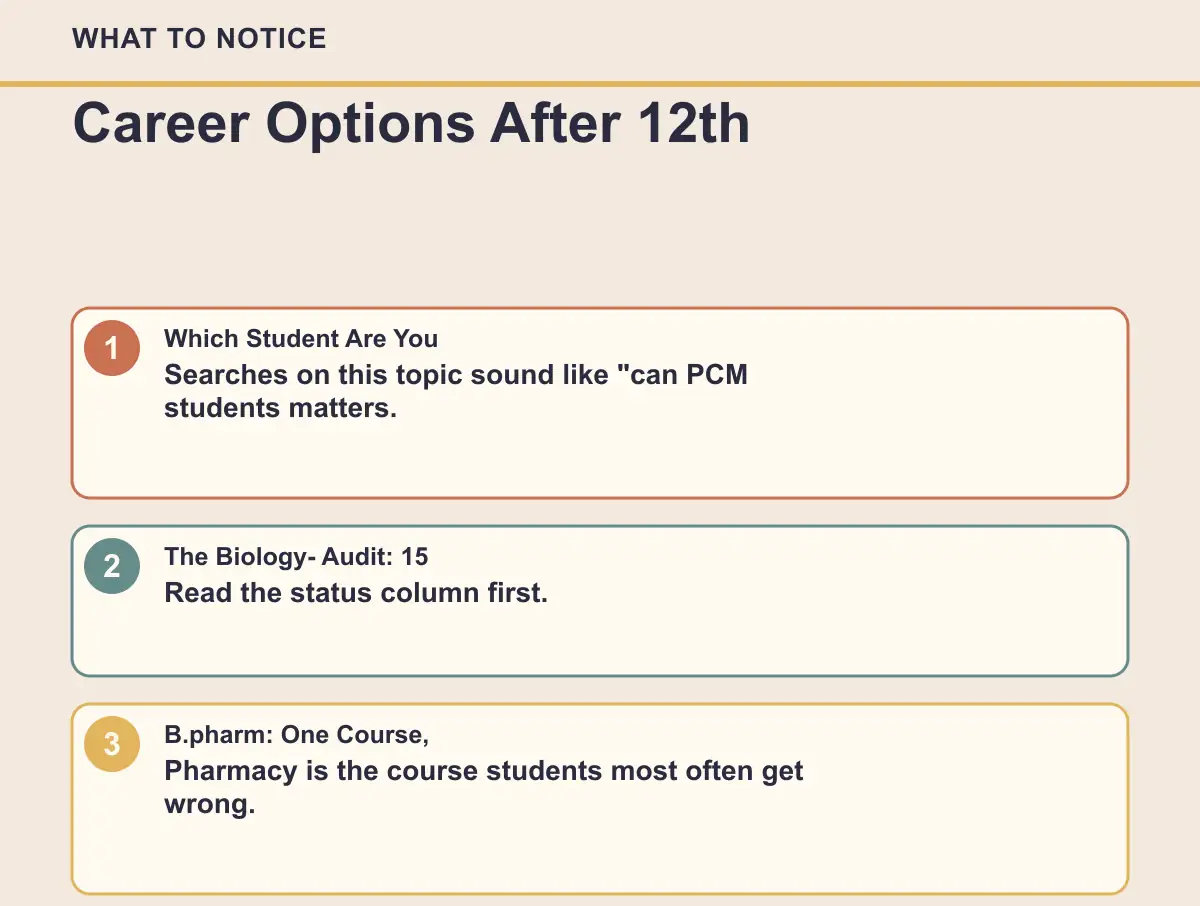 WHAT TO NOTICE
Career Options After 12th
1
Which Student Are You
Searches on this topic sound like "can PCM
students matters.
2
The Biology- Audit: 15
Read the status column first.
3
B.pharm: One Course,
Pharmacy is the course students most often get
wrong.